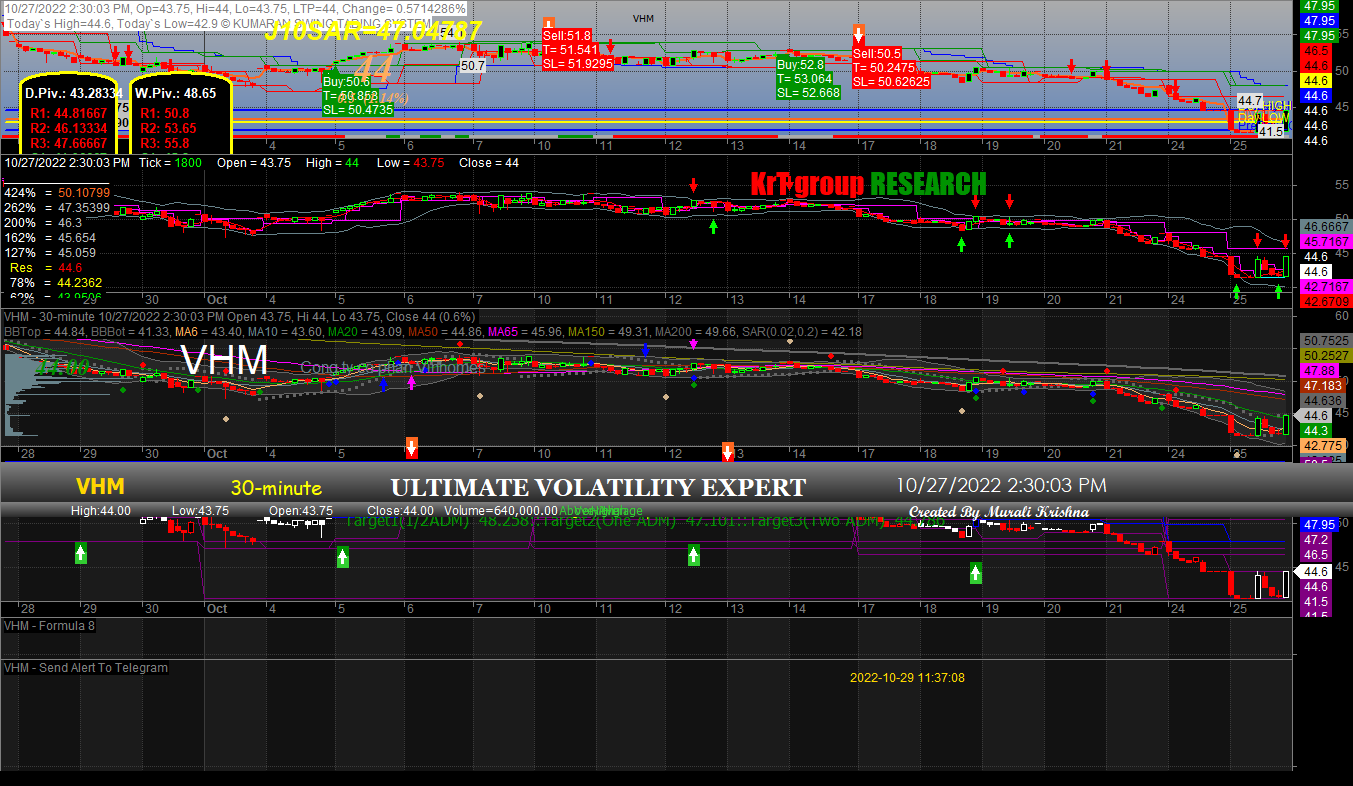 10/27/2022 2:30:03 PM, Op=43.75, Hi=44, Lo=43.75, LTP=44, Change= 0.5714286%
Today`s High=44.6, Today`s Low=42.9 © KUMARAN SWING TADING SYSTEM
J10SAR=47.04787
VHM
D.Piv.: 43.28334
R1: 44.81667
R2: 46.13334
R3: 47.66667
W.Piv.: 48.65
R1: 50.8
R2: 53.65
R3: 55.8
50.7
44
Buy:50.6
T= 50.858
SL= 50.4735
Sell:51.8
T= 51.541
SL= 51.9295
Buy:52.8
T= 53.064
SL= 52.668
Sell:50.5
T= 50.2475
SL= 50.62625
44.7
41.5
47.95
47.95
47.95
46.5
44.6
44.6
44.6
44.6
44.6
44.6
50
45
4 5 6 7 10 11 12 13 14 17 18 19 20 21 24 25
10/27/2022 2:30:03 PM Tick = 1800 Open = 43.75 High = 44 Low = 43.75 Close = 44
KrT group RESEARCH
424% = 50.10799
262% = 47.35399
200% = 46.3
162% = 45.654
127% = 45.059
Res = 44.6
78% = 44.2362
62% = 43.9506
55
50
46.6667
45.7167
45
44.6
44.6
42.7167
42.6709
28 29 30 Oct 4 5 6 7 10 11 12 13 14 17 18 19 20 21 24 25
VHM - 30-minute 10/27/2022 2:30:03 PM Open 43.75, Hi 44, Lo 43.75, Close 44 (0.6%)
BBTop = 44.84, BBBot = 41.33, MA6 = 43.40, MA10 = 43.60, MA20 = 43.09, MA50 = 44.86, MA65 = 45.96, MA150 = 49.31, MA200 = 49.66, SAR(0.02,0.2) = 42.18
VHM
60
50.7525
50.2527
47.88
47.183
44.636
44.6
45
44.3
42.775
28 29 30 Oct 4 5 6 7 10 11 12 13 14 17 18 19 20 21 24 25
VHM 30-minute ULTIMATE VOLATILITY EXPERT 10/27/2022 2:30:03 PM
High:44.00 Low:43.75 Open:43.75 Close:44.00 Volume=640,000.00
Created By Murali Krishna
Target1(1/2ADM) 48.258::Target2(One ADM) 47.101::Target3(Two ADM)
47.95
47.2
46.5
45
44.6
44.6
41.5
28 29 30 Oct 4 5 6 7 10 11 12 13 14 17 18 19 20 21 24 25
VHM - Formula 8
VHM - Send Alert To Telegram
2022-10-29 11:37:08